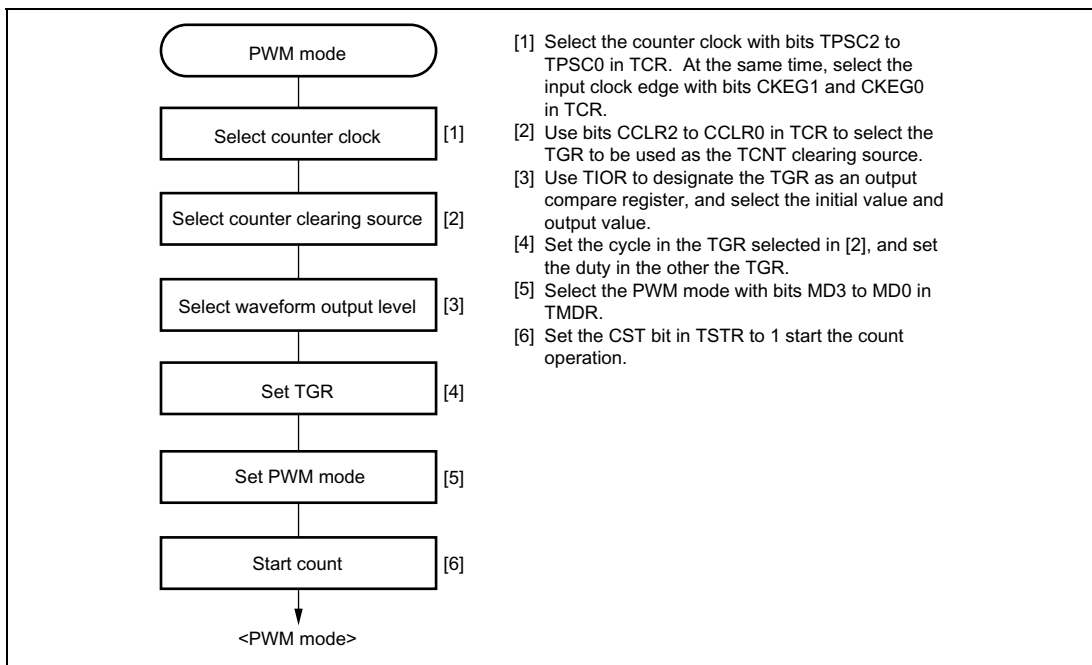 PWM mode
Select counter clock [1]
Select counter clearing source [2]
Select waveform output level [3]
Set TGR [4]
Set PWM mode [5]
Start count [6]
<PWM mode>
[1] Select the counter clock with bits TPSC2 to
TPSC0 in TCR. At the same time, select the
input clock edge with bits CKEG1 and CKEG0
in TCR.
[2] Use bits CCLR2 to CCLR0 in TCR to select the
TGR to be used as the TCNT clearing source.
[3] Use TIOR to designate the TGR as an output
compare register, and select the initial value and
output value.
[4] Set the cycle in the TGR selected in [2], and set
the duty in the other the TGR.
[5] Select the PWM mode with bits MD3 to MD0 in
TMDR.
[6] Set the CST bit in TSTR to 1 start the count
operation.